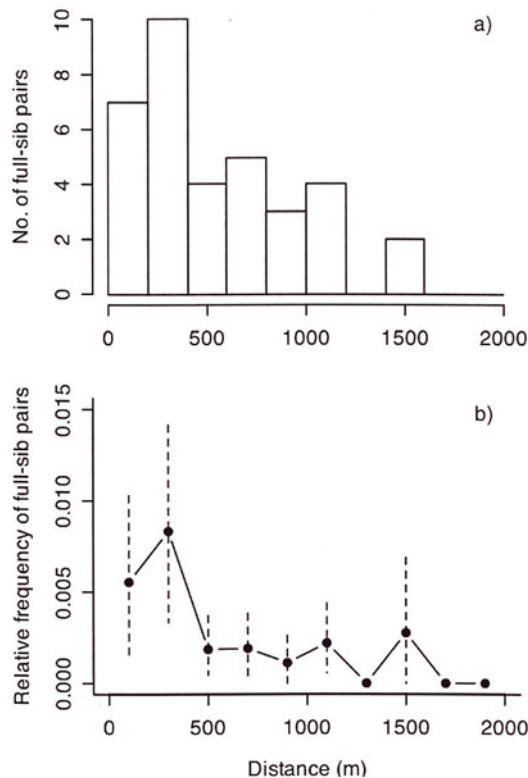 a)
No. of full-sib pairs
10
8
6
4
2
0
0 500 1000 1500 2000
b)
Relative frequency of full-sib pairs
0.015
0.010
0.005
0.000
0 500 1000 1500 2000
Distance (m)